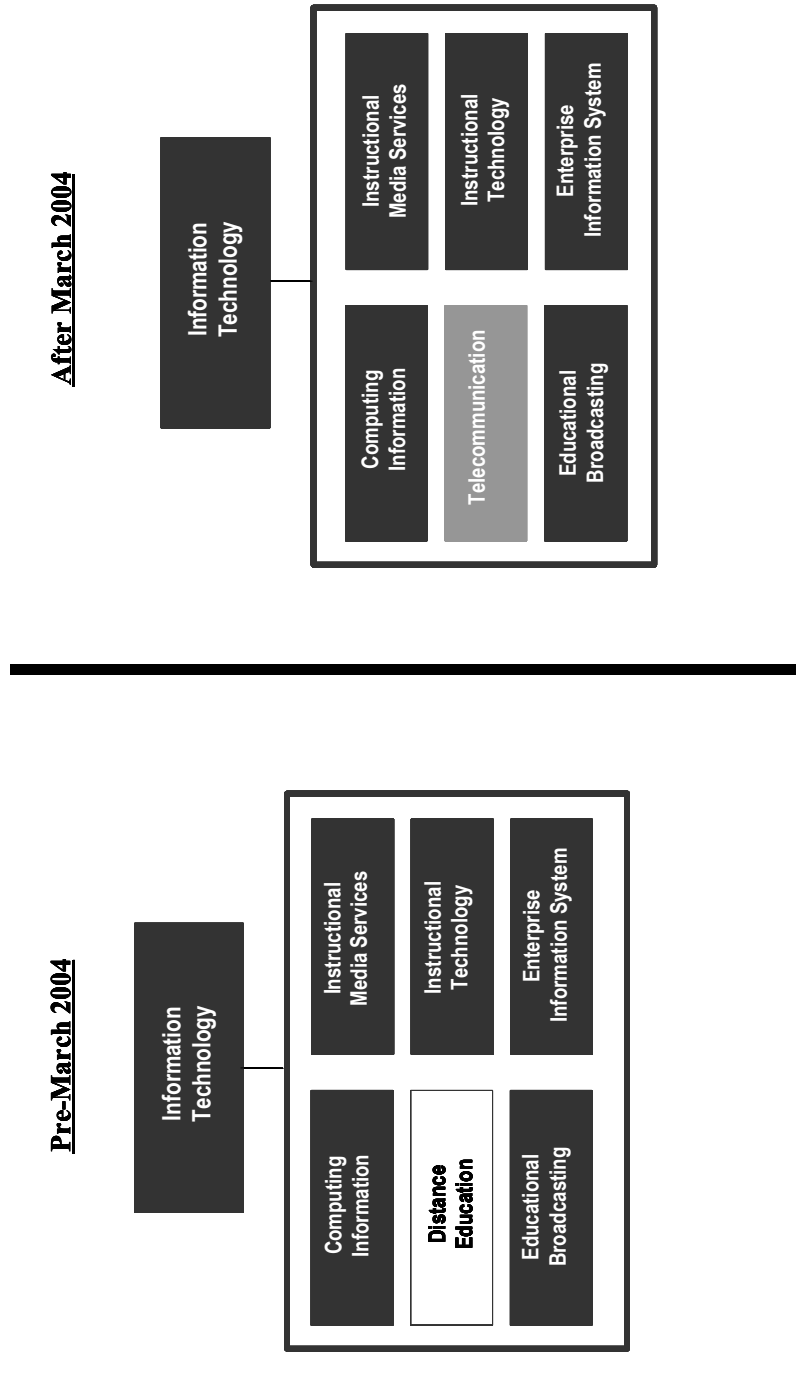 Pre-March 2004
Information
Technology
Computing
Information
Instructional
Media Services
Distance
Education
Instructional
Technology
Educational
Broadcasting
Enterprise
Information System
After March 2004
Information
Technology
Computing
Information
Instructional
Media Services
Telecommunication
Instructional
Technology
Educational
Broadcasting
Enterprise
Information System